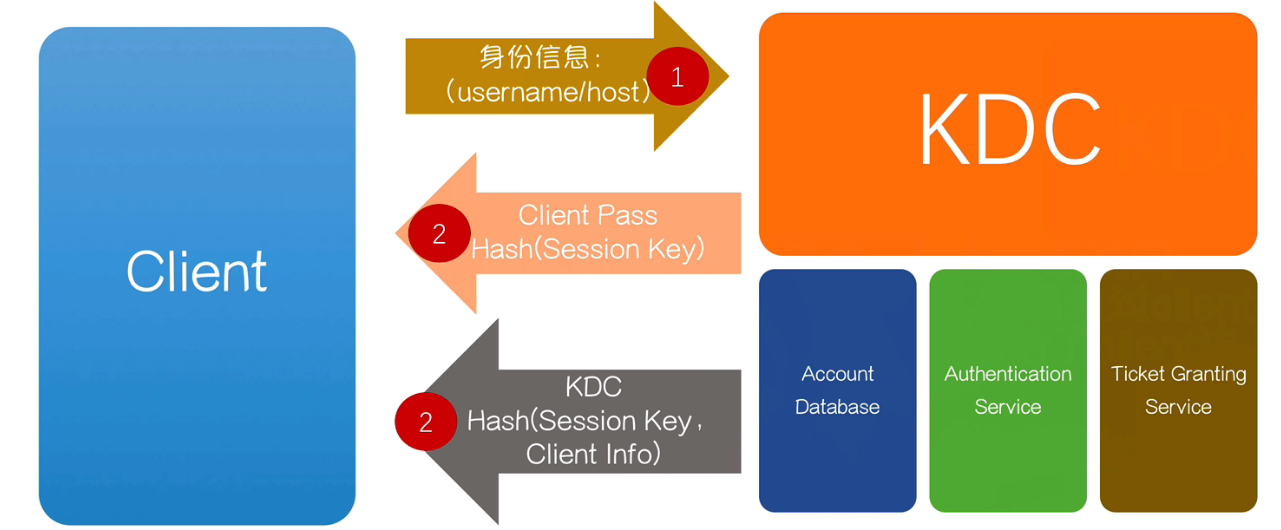 Client
身份信息：
（username/host）
1
Client Pass
Hash(Session Key)
2
KDC
Hash(Session Key，
Client Info)
2
KDC
Account
Database
Authentication
Service
Ticket Granting
Service